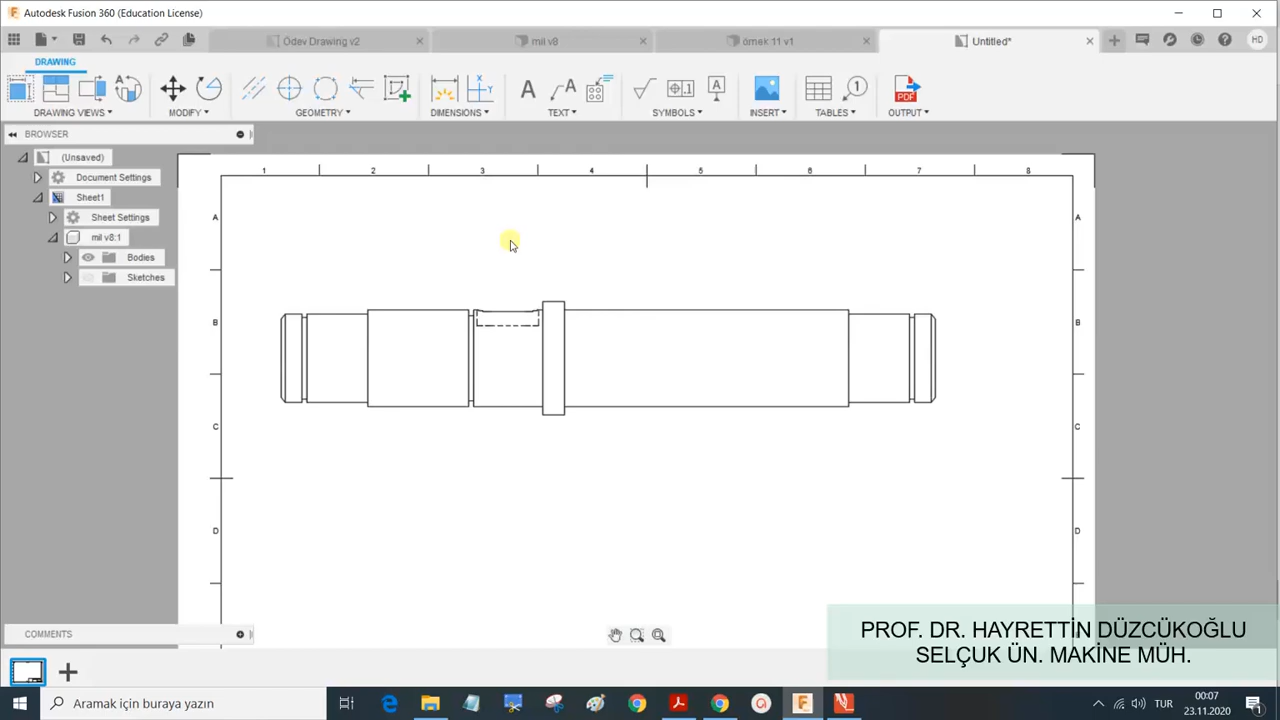 Autodesk Fusion 360 (Education License)
Ödev Drawing v2
mil v8
örnek 11 v1
Untitled*
HD
DRAWING
DRAWING VIEWS
MODIFY
GEOMETRY
DIMENSIONS
TEXT
SYMBOLS
INSERT
TABLES
OUTPUT
BROWSER
(Unsaved)
Document Settings
Sheet1
Sheet Settings
mil v8:1
Bodies
Sketches
1 2 3 4 5 6 7 8
A A
B B
C C
D D
COMMENTS
PROF. DR. HAYRETTİN DÜZCÜKOĞLU
SELÇUK ÜN. MAKİNE MÜH.
Aramak için buraya yazın
TUR
00:07
23.11.2020